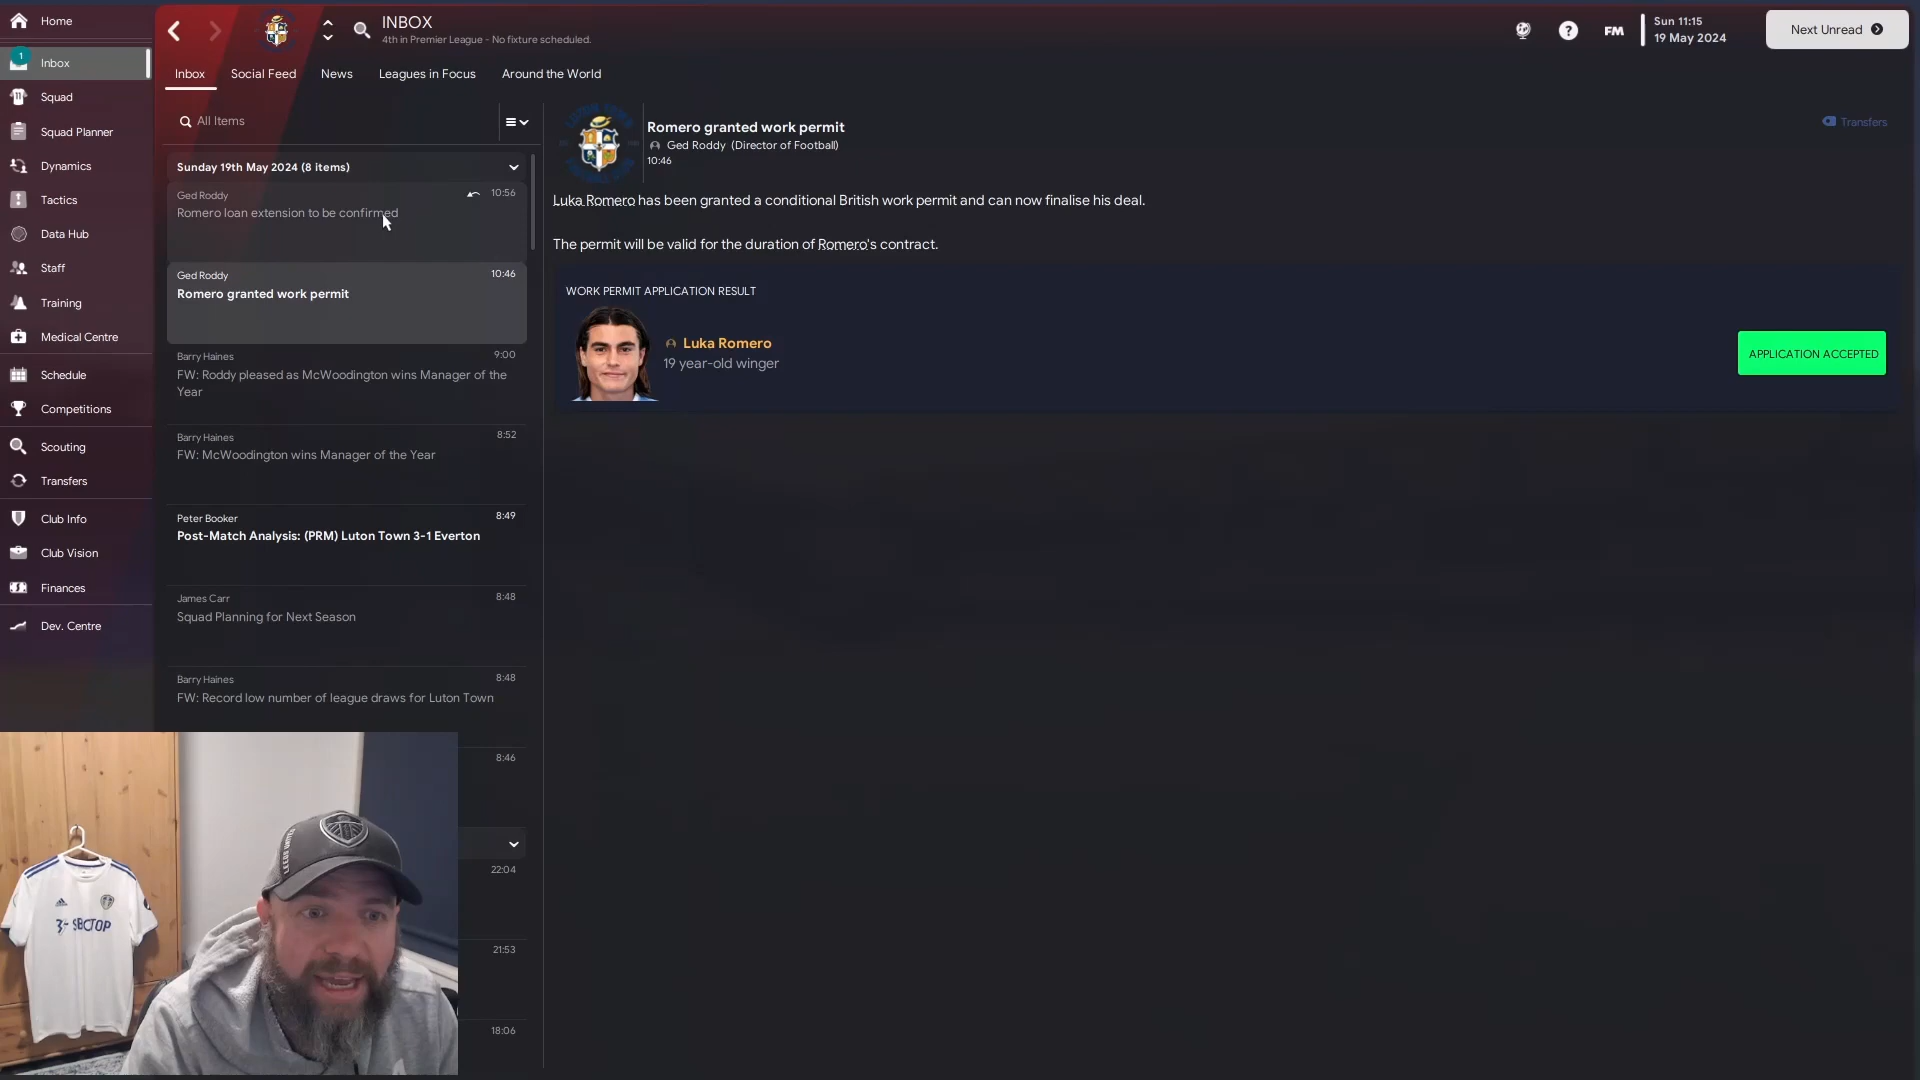 Home
1
Inbox
Squad
Squad Planner
Dynamics
Tactics
Data Hub
Staff
Training
Medical Centre
Schedule
Competitions
Scouting
Transfers
Club Info
Club Vision
Finances
Dev. Centre
INBOX
4th in Premier League - No fixture scheduled.
FM
Sun 11:15
19 May 2024
Next Unread
Inbox
Social Feed
News
Leagues in Focus
Around the World
All Items
Sunday 19th May 2024 (8 items)
Ged Roddy
10:56
Romero loan extension to be confirmed
Ged Roddy
10:46
Romero granted work permit
Barry Haines
9:00
FW: Roddy pleased as McWoodington wins Manager of the
Year
Barry Haines
8:52
FW: McWoodington wins Manager of the Year
Peter Booker
8:49
Post-Match Analysis: (PRM) Luton Town 3-1 Everton
James Carr
8:48
Squad Planning for Next Season
Barry Haines
8:48
FW: Record low number of league draws for Luton Town
8:46
22:04
21:53
18:06
Romero granted work permit
Ged Roddy (Director of Football)
10:46
Transfers
Luka Romero has been granted a conditional British work permit and can now finalise his deal.
The permit will be valid for the duration of Romero's contract.
WORK PERMIT APPLICATION RESULT
Luka Romero
19 year-old winger
APPLICATION ACCEPTED
LEEDS UNITED
SBOTOP